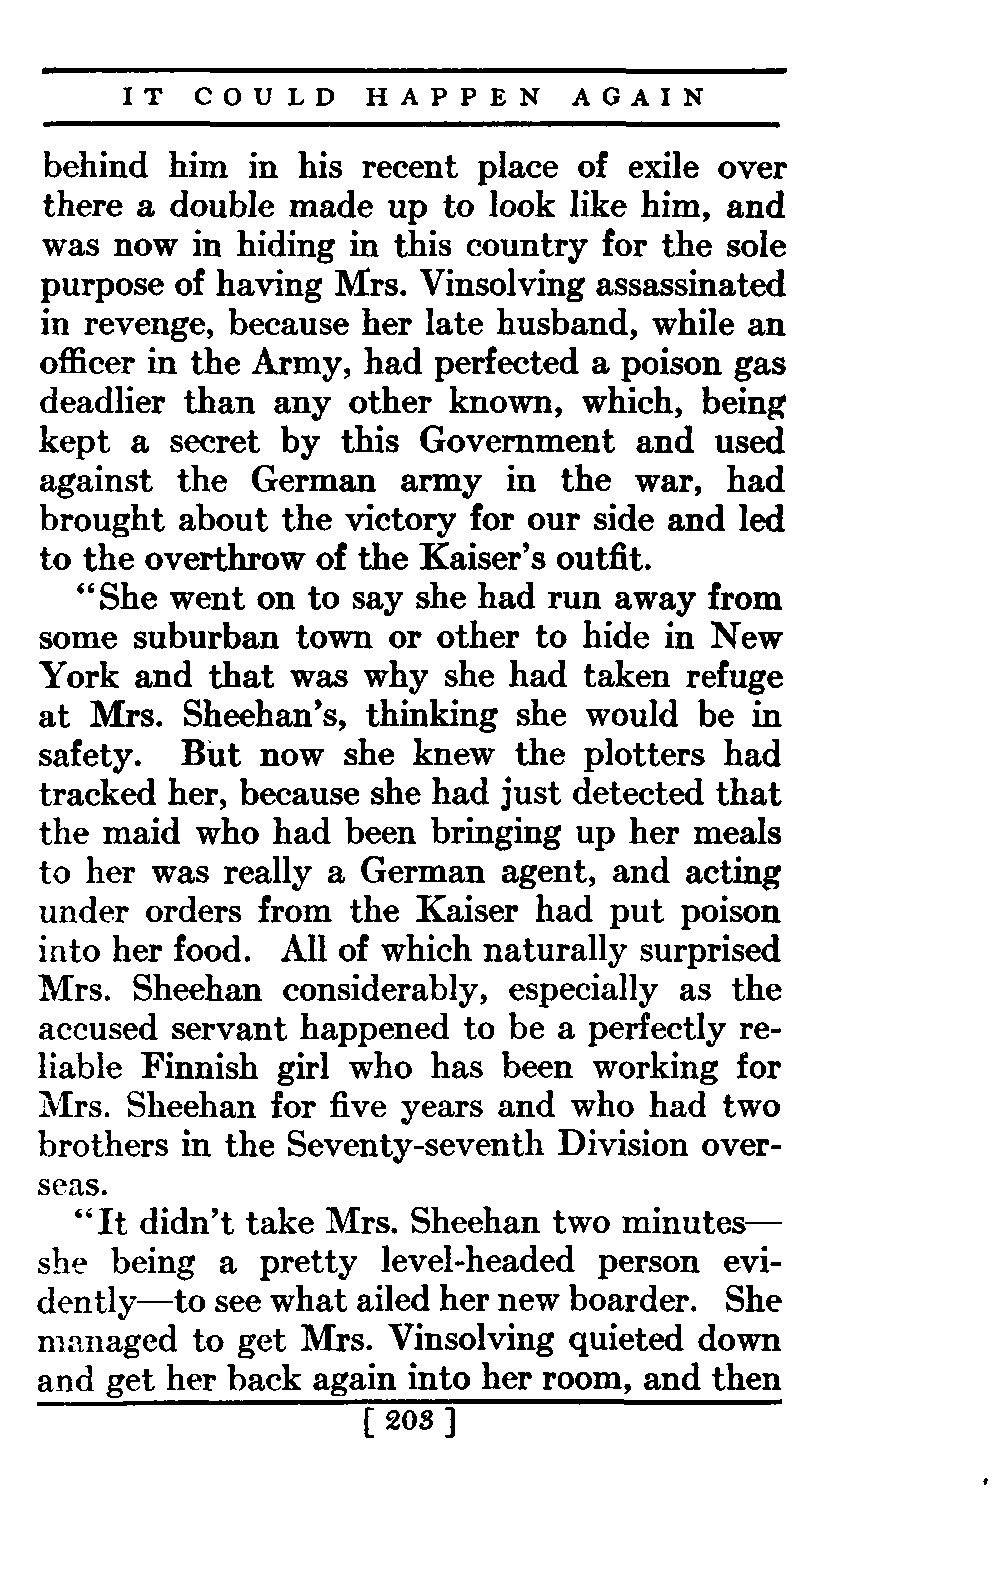 IT COULD HAPPEN AGAIN
behind him in his recent place of exile over
there a double made up to look like him, and
was now in hiding in this country for the sole
purpose of having Mrs. Vinsolving assassinated
in revenge, because her late husband, while an
officer in the Army, had perfected a poison gas
deadlier than any other known, which, being
kept a secret by this Government and used
against the German army in the war, had
brought about the victory for our side and led
to the overthrow of the Kaiser's outfit.
"She went on to say she had run away from
some suburban town or other to hide in New
York and that was why she had taken refuge
at Mrs. Sheehan's, thinking she would be in
safety. But now she knew the plotters had
tracked her, because she had just detected that
the maid who had been bringing up her meals
to her was really a German agent, and acting
under orders from the Kaiser had put poison
into her food. All of which naturally surprised
Mrs. Sheehan considerably, especially as the
accused servant happened to be a perfectly re-
liable Finnish girl who has been working for
Mrs. Sheehan for five years and who had two
brothers in the Seventy-seventh Division over-
seas.
"It didn't take Mrs. Sheehan two minutes—
she being a pretty level-headed person evi-
dently—to see what ailed her new boarder. She
managed to get Mrs. Vinsolving quieted down
and get her back again into her room, and then
[ 203 ]